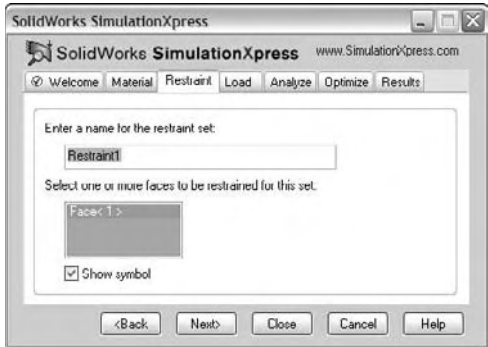 SolidWorks SimulationXpress
SolidWorks SimulationXpress www.SimulationXpress.com
Welcome Material Restraint Load Analyze Optimize Results
Enter a name for the restraint set:
Restraint1
Select one or more faces to be restrained for this set.
Face< 1 >
Show symbol
<Back Next> Close Cancel Help